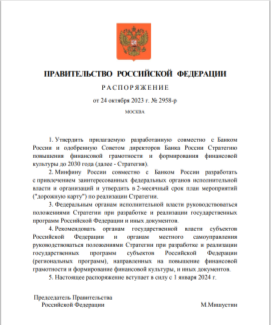 ПРАВИТЕЛЬСТВО РОССИЙСКОЙ ФЕДЕРАЦИИ
РАСПОРЯЖЕНИЕ
от 24 октября 2023 г. № 2958-р
МОСКВА
1. Утвердить прилагаемую разработанную совместно с Банком
России и одобренную Советом директоров Банка России Стратегию
повышения финансовой грамотности и формирования финансовой
культуры до 2030 года (далее - Стратегия).
2. Минфину России совместно с Банком России разработать
с привлечением заинтересованных федеральных органов исполнительной
власти и организаций и утвердить в 2-месячный срок план мероприятий
("дорожную карту") по реализации Стратегии.
3. Федеральным органам исполнительной власти руководствоваться
положениями Стратегии при разработке и реализации государственных
программ Российской Федерации и иных документов.
4. Рекомендовать органам государственной власти субъектов
Российской Федерации и органам местного самоуправления
руководствоваться положениями Стратегии при разработке и реализации
государственных программ субъектов Российской Федерации
(региональных программ), направленных на повышение финансовой
грамотности и формирование финансовой культуры, и иных документов.
5. Настоящее распоряжение вступает в силу с 1 января 2024 г.
Председатель Правительства
Российской Федерации М.Мишустин